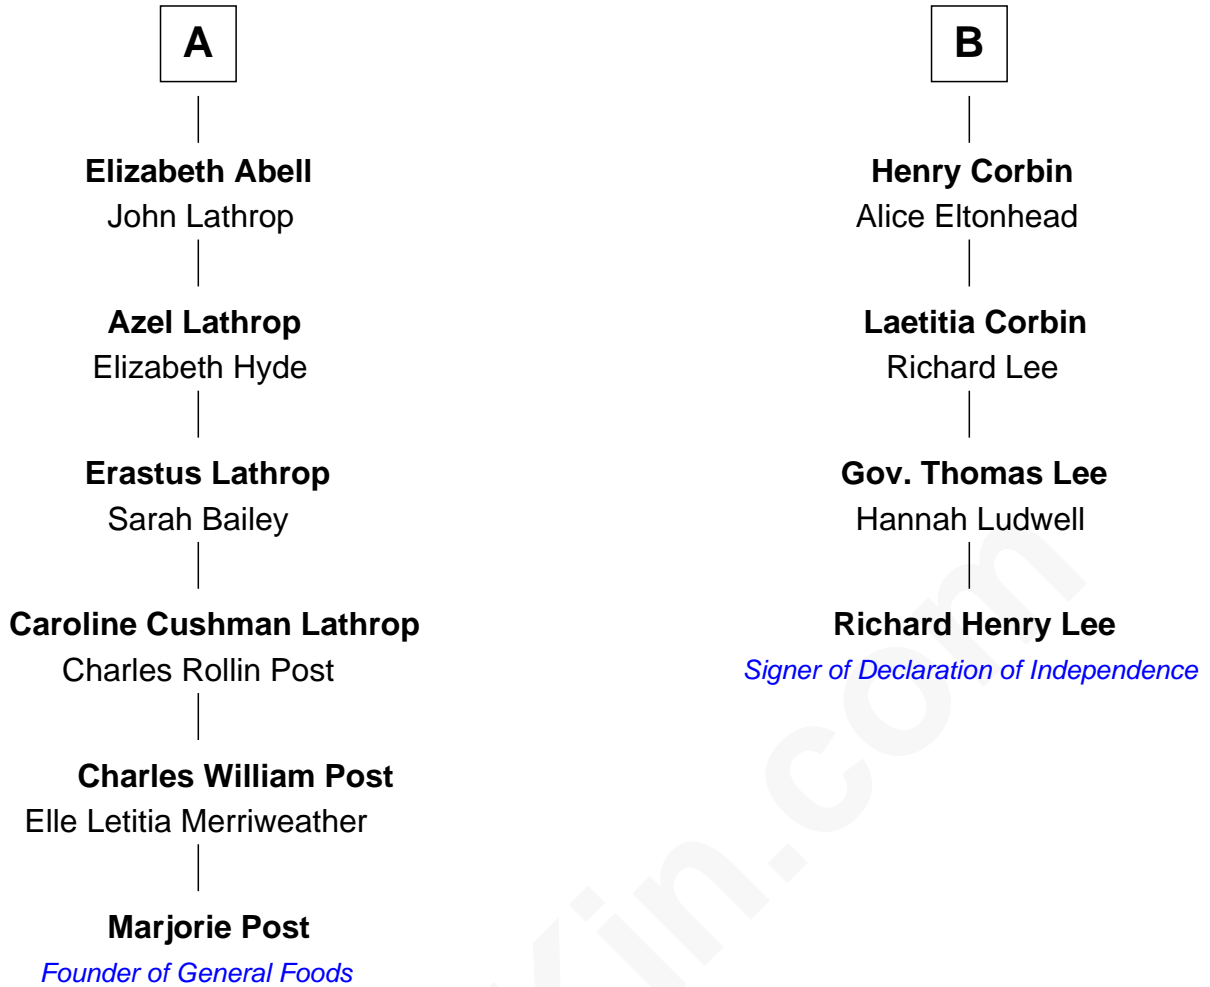 A
Elizabeth Abell
John Lathrop
Azel Lathrop
Elizabeth Hyde
Erastus Lathrop
Sarah Bailey
Caroline Cushman Lathrop
Charles Rollin Post
Charles William Post
Elle Letitia Merriweather
Marjorie Post
Founder of General Foods
B
Henry Corbin
Alice Eltonhead
Laetitia Corbin
Richard Lee
Gov. Thomas Lee
Hannah Ludwell
Richard Henry Lee
Signer of Declaration of Independence
Kin.com